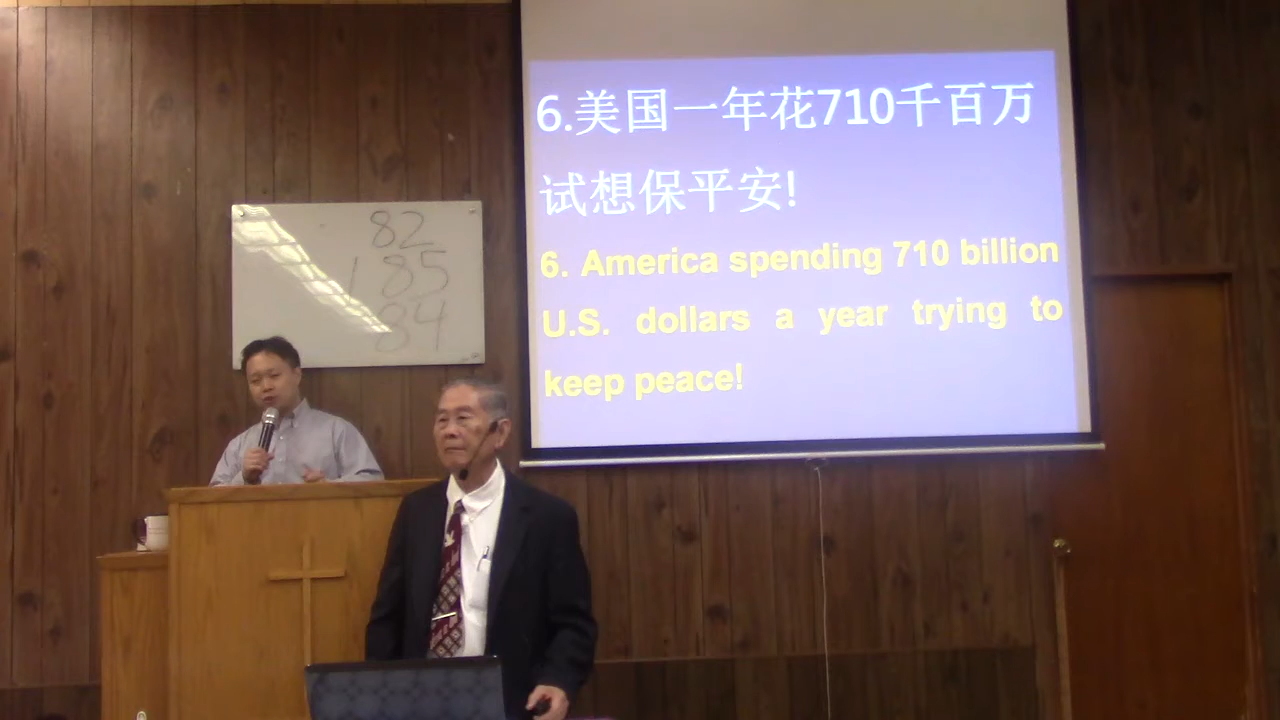 82
185
84
6.美国一年花710千百万
试想保平安!
6. America spending 710 billion
U.S. dollars a year trying to
keep peace!